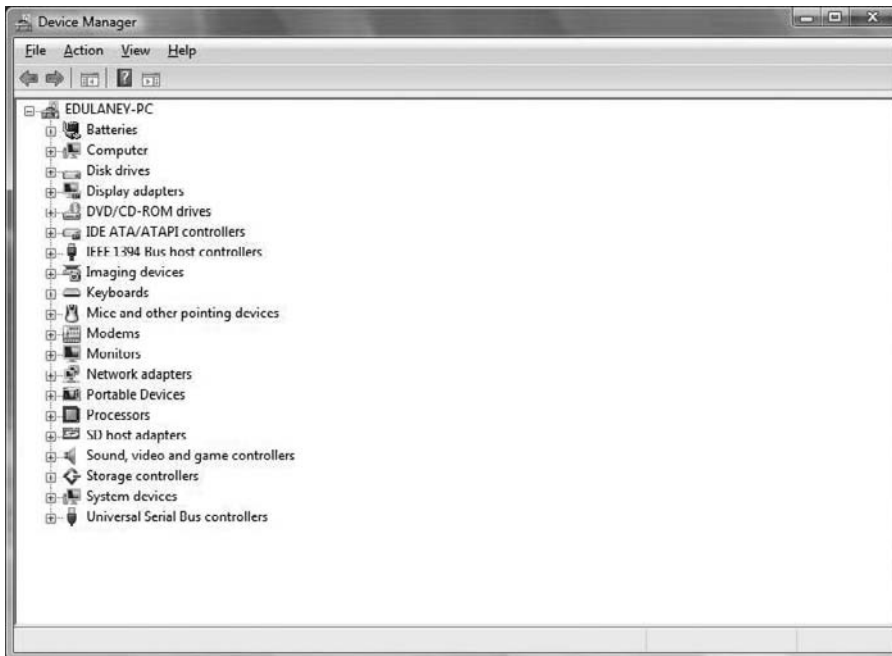 Device Manager
File Action View Help
EDULANEY-PC
Batteries
Computer
Disk drives
Display adapters
DVD/CD-ROM drives
IDE ATA/ATAPI controllers
IEEE 1394 Bus host controllers
Imaging devices
Keyboards
Mice and other pointing devices
Modems
Monitors
Network adapters
Portable Devices
Processors
SD host adapters
Sound, video and game controllers
Storage controllers
System devices
Universal Serial Bus controllers